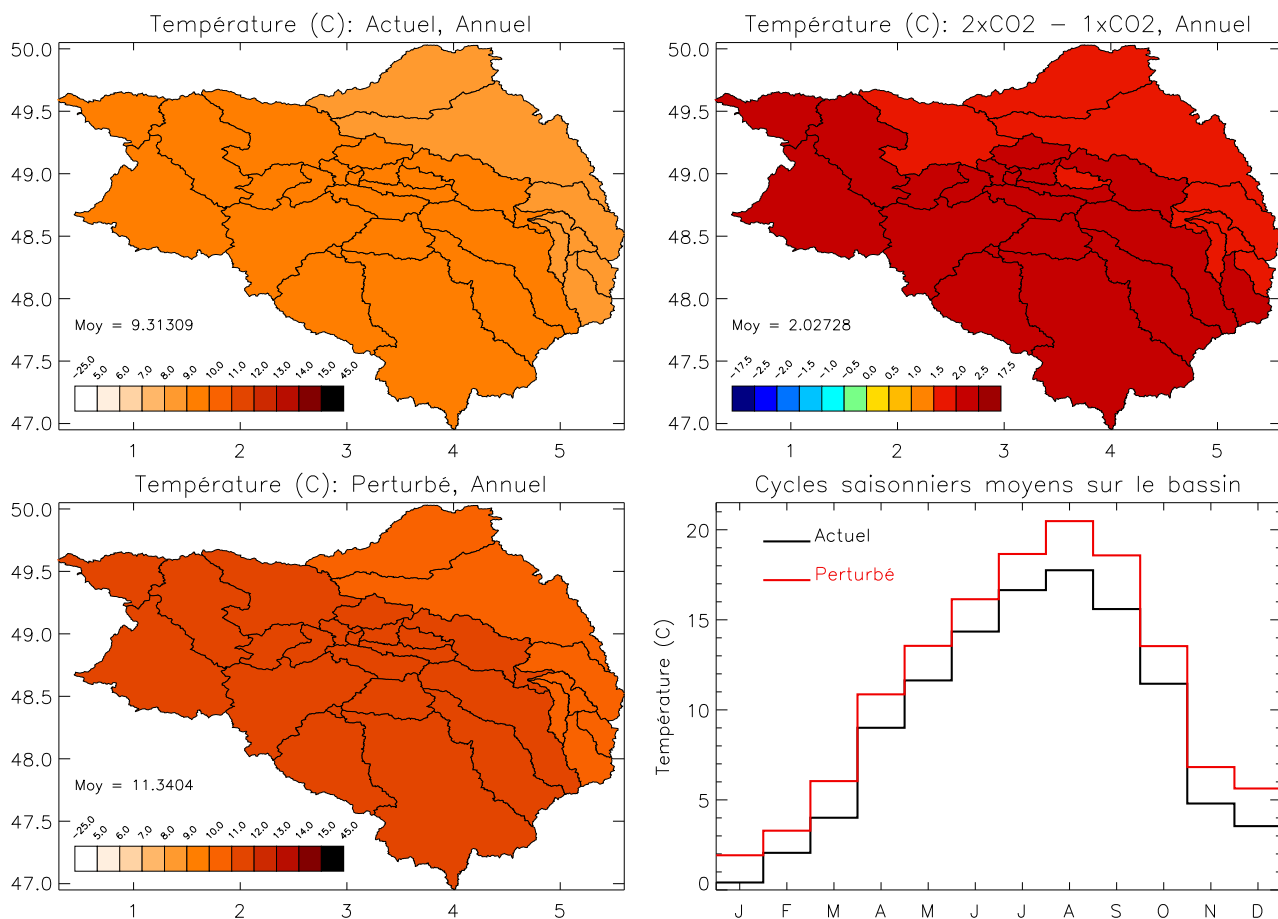 Température (C): Actuel, Annuel
50.0
49.5
49.0
48.5
48.0
47.5
47.0
Moy = 9.31309
-25.0 5.0 6.0 7.0 8.0 9.0 10.0 11.0 12.0 13.0 14.0 15.0 45.0
1 2 3 4 5
Température (C): 2xCO2 - 1xCO2, Annuel
50.0
49.5
49.0
48.5
48.0
47.5
47.0
Moy = 2.02728
-17.5 -2.5 -2.0 -1.5 -1.0 -0.5 0.0 0.5 1.0 1.5 2.0 2.5 17.5
1 2 3 4 5
Température (C): Perturbé, Annuel
50.0
49.5
49.0
48.5
48.0
47.5
47.0
Moy = 11.3404
-25.0 5.0 6.0 7.0 8.0 9.0 10.0 11.0 12.0 13.0 14.0 15.0 45.0
1 2 3 4 5
Cycles saisonniers moyens sur le bassin
20
15
10
5
0
Température (C)
Actuel
Perturbé
J F M A M J J A S O N D